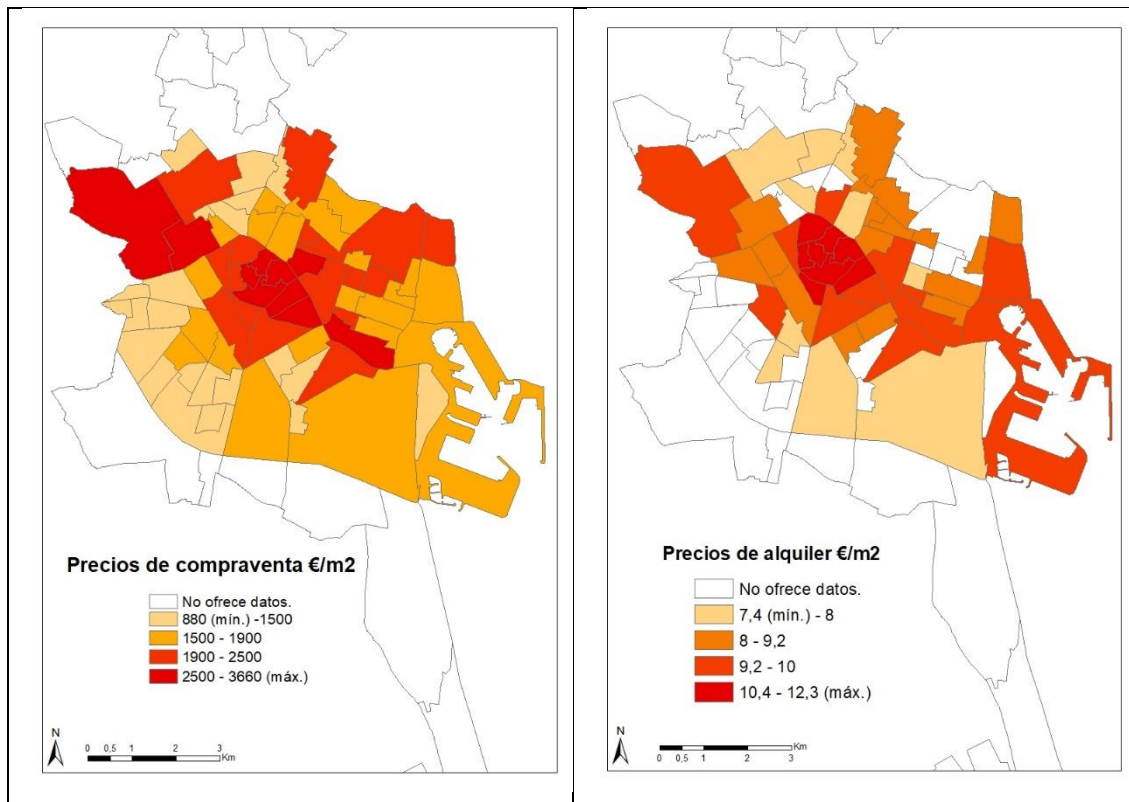 Precios de compraventa €/m2
No ofrece datos.
880 (mín.) -1500
1500 - 1900
1900 - 2500
2500 - 3660 (máx.)
N
0 0,5 1 2 3
Km
Precios de alquiler €/m2
No ofrece datos.
7,4 (mín.) - 8
8 - 9,2
9,2 - 10
10,4 - 12,3 (máx.)
N
0 0,5 1 2 3
Km